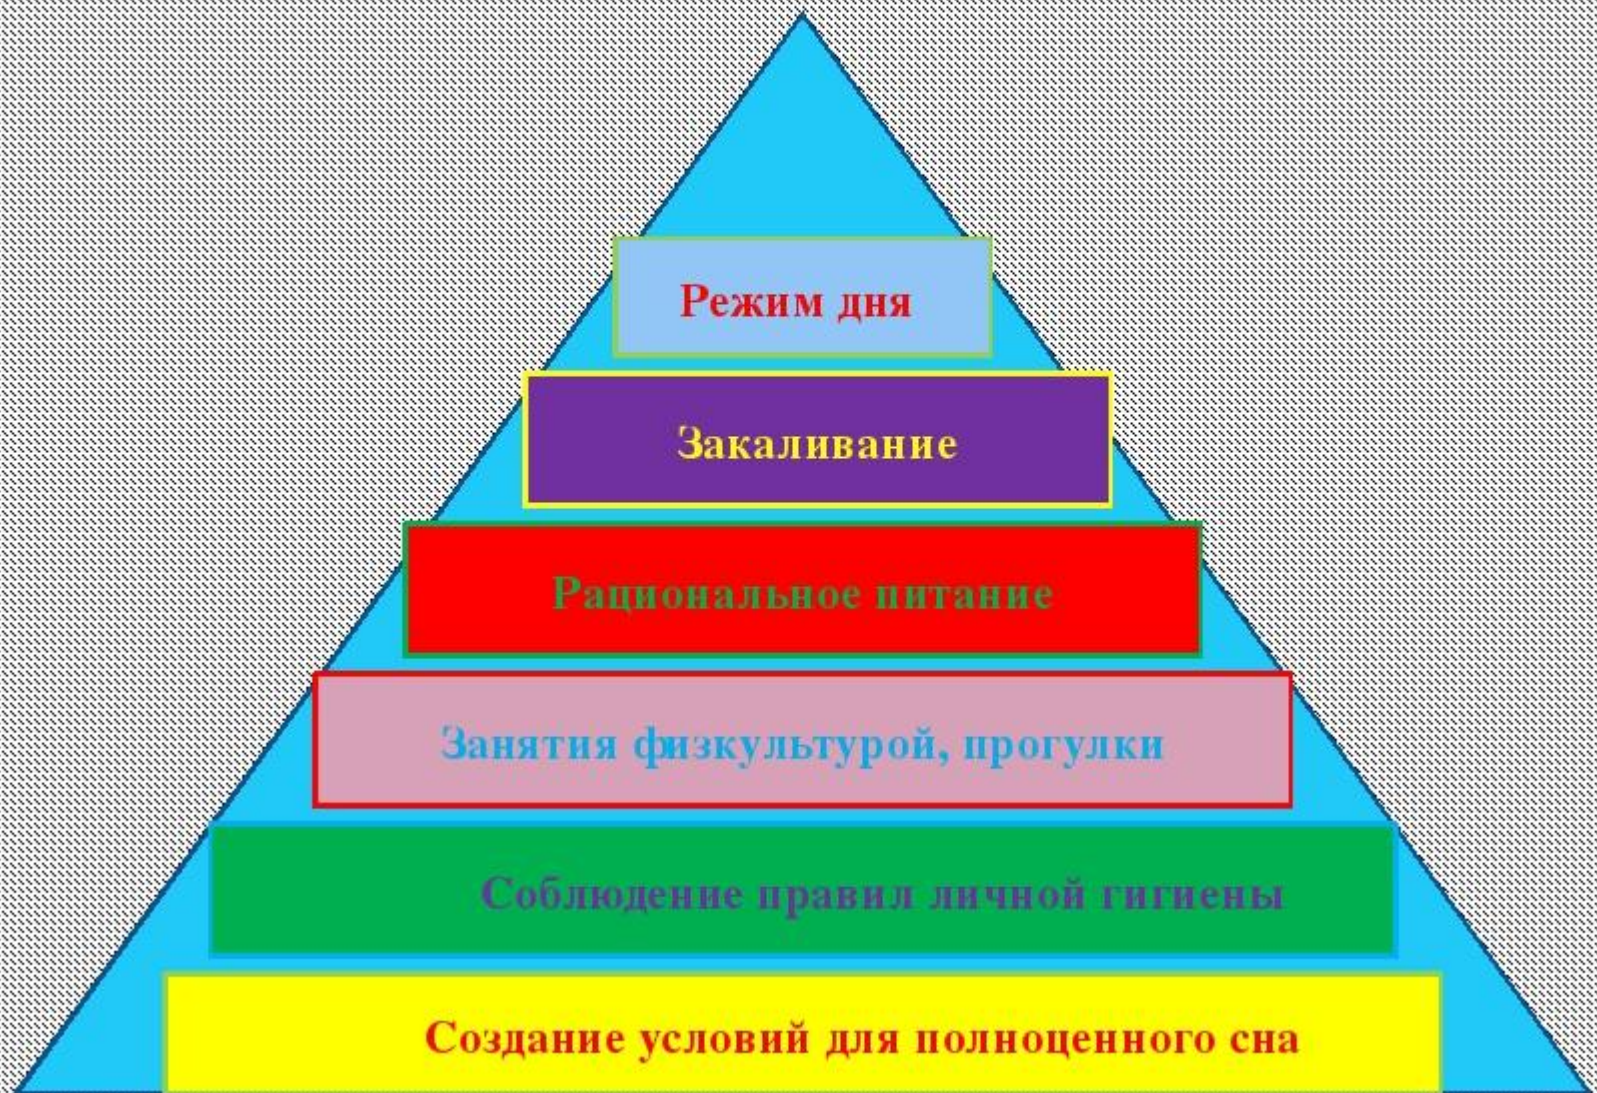 Режим дня
Закаливание
Рациональное питание
Занятия физкультурой, прогулки
Соблюдение правил личной гигиены
Создание условий для полноценного сна